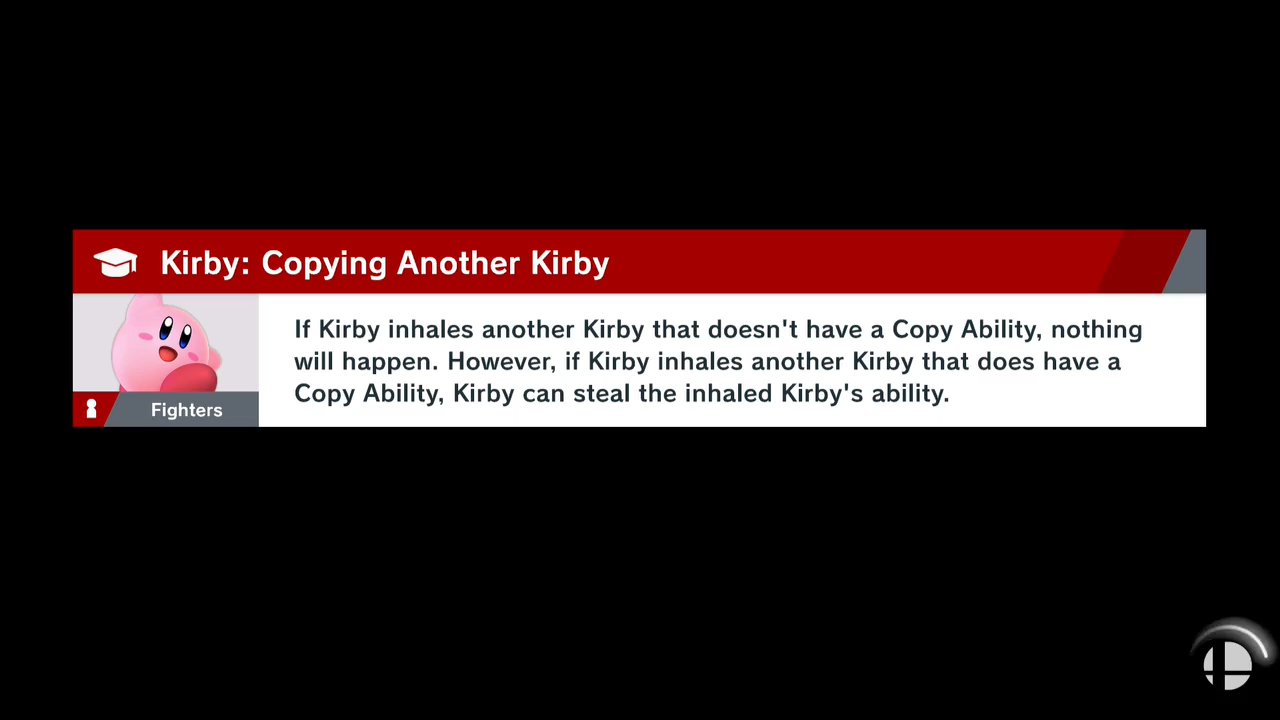 Kirby: Copying Another Kirby
If Kirby inhales another Kirby that doesn't have a Copy Ability, nothing
will happen. However, if Kirby inhales another Kirby that does have a
Copy Ability, Kirby can steal the inhaled Kirby's ability.
Fighters